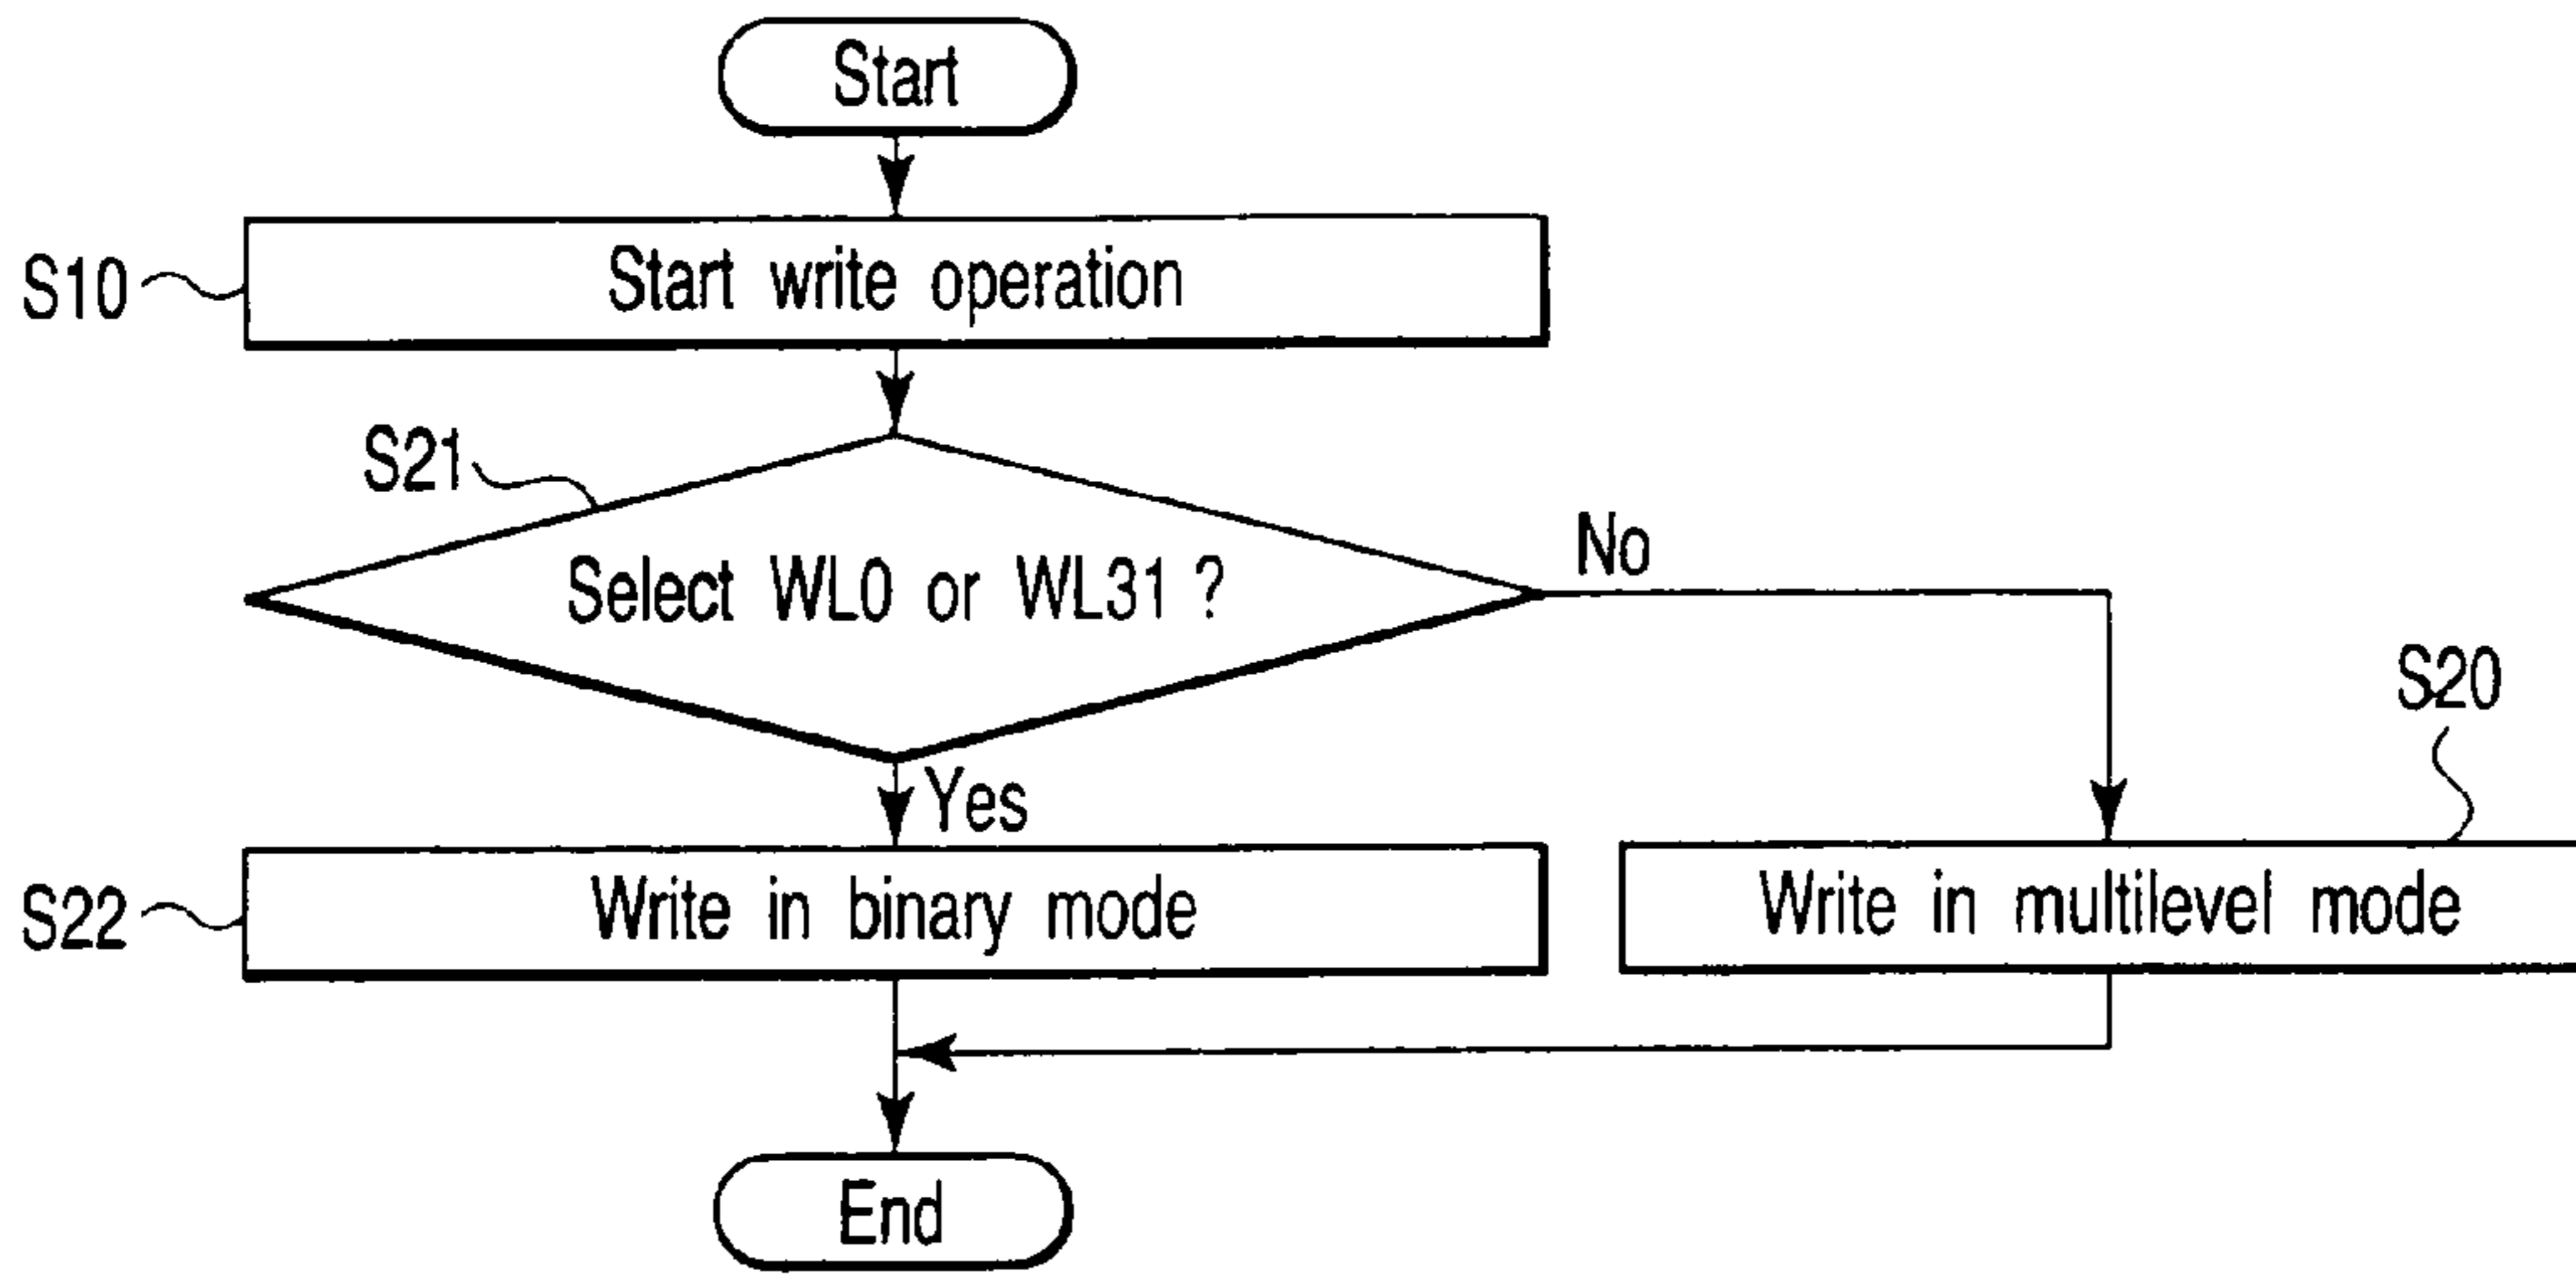 Start
S10
Start write operation
S21
Select WL0 or WL31 ?
No
Yes
S20
S22
Write in binary mode
Write in multilevel mode
End